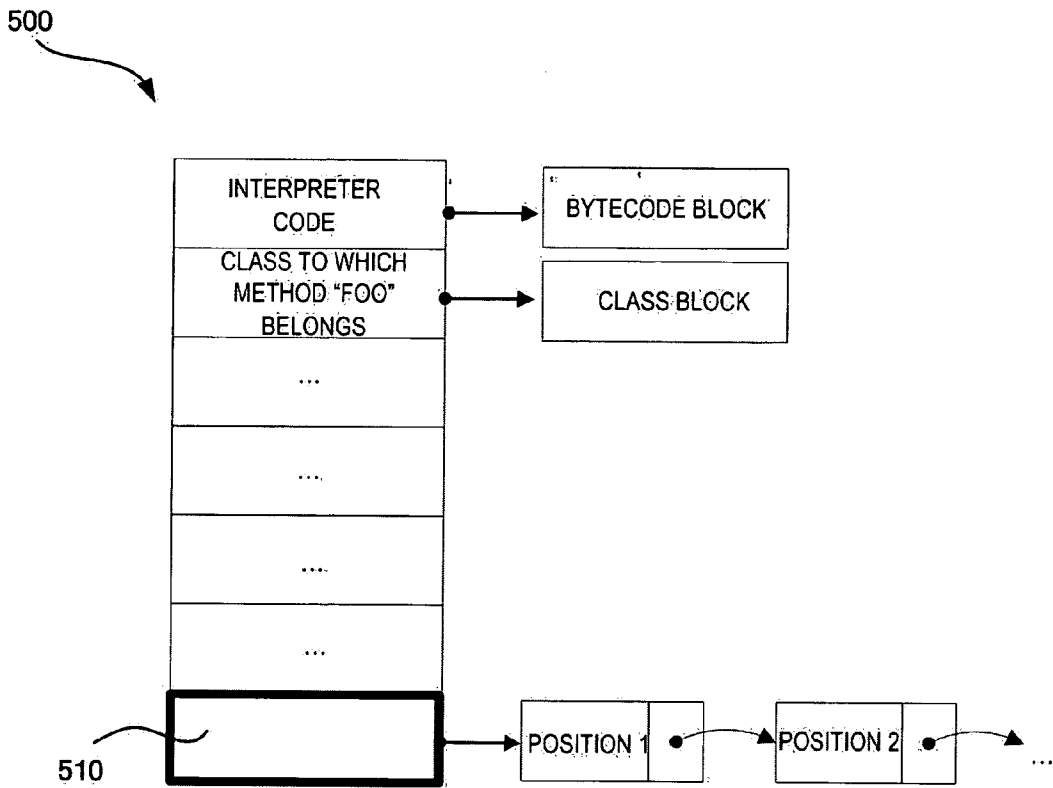 500
INTERPRETER
CODE
BYTECODE BLOCK
CLASS TO WHICH
METHOD "FOO"
BELONGS
CLASS BLOCK
...
...
...
...
POSITION 1
POSITION 2
...
510